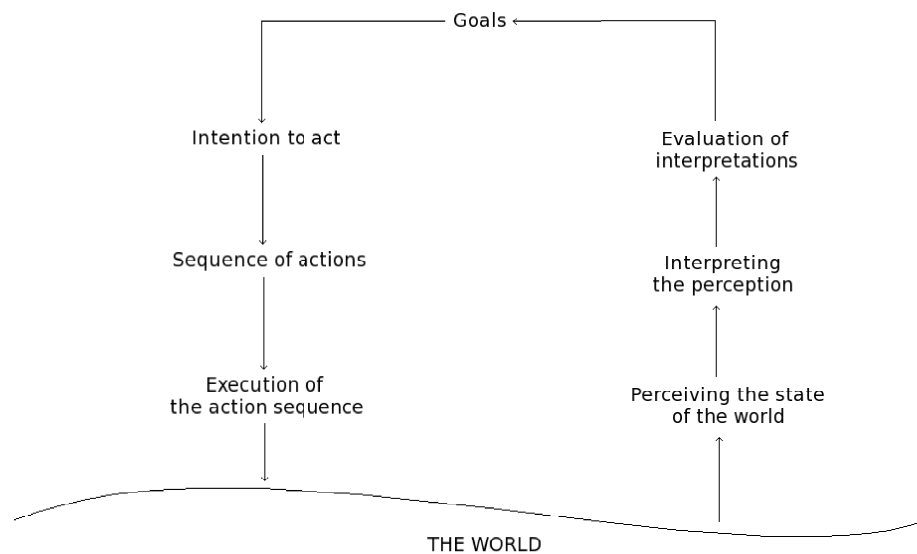 Goals
Intention to act
Sequence of actions
Execution of
the action sequence
Evaluation of
interpretations
Interpreting
the perception
Perceiving the state
of the world
THE WORLD